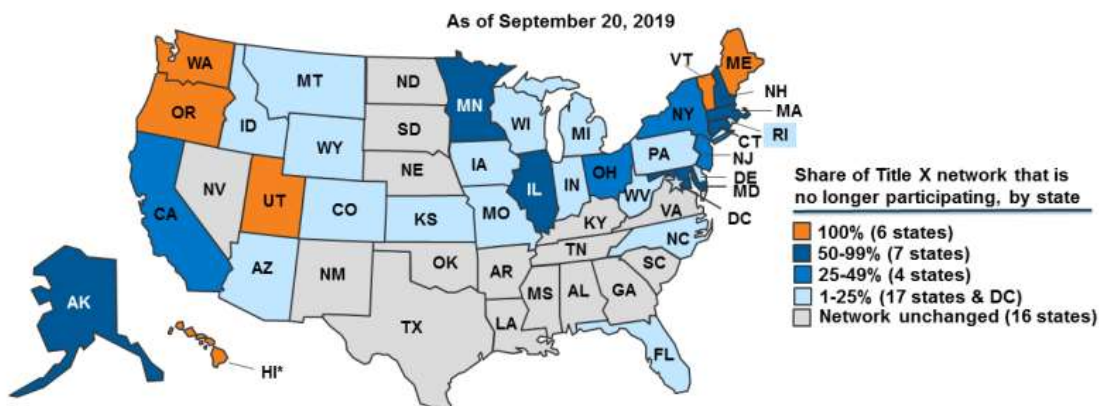 As of September 20, 2019
WA
MT
ND
MN
VT
ME
NH
MA
RI
CT
OR
ID
SD
WI
MI
NY
WY
IA
PA
NJ
DE
MD
DC
NE
NV
UT
CO
IL
IN
OH
WV
VA
CA
KS
MO
KY
NC
AZ
NM
OK
AR
TN
SC
AK
TX
LA
MS
AL
GA
FL
HI*
Share of Title X network that is
no longer participating, by state
100% (6 states)
50-99% (7 states)
25-49% (4 states)
1-25% (17 states & DC)
Network unchanged (16 states)